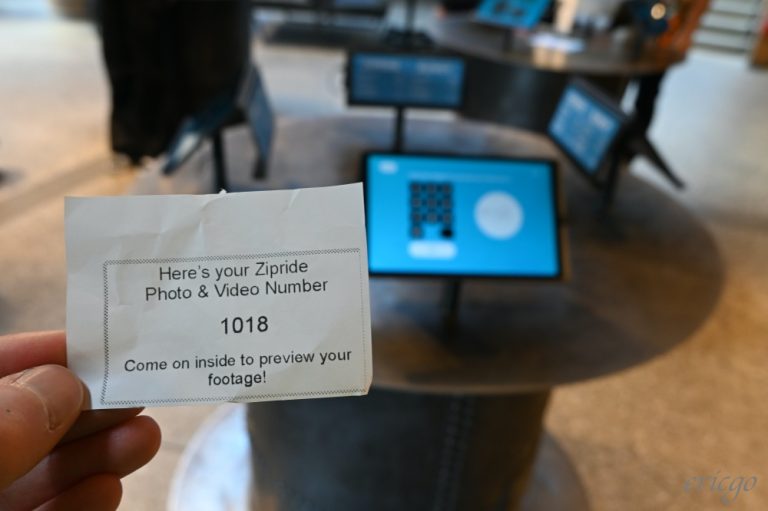 Here's your Zipride
Photo & Video Number
1018
Come on inside to preview your
footage!
ericgo